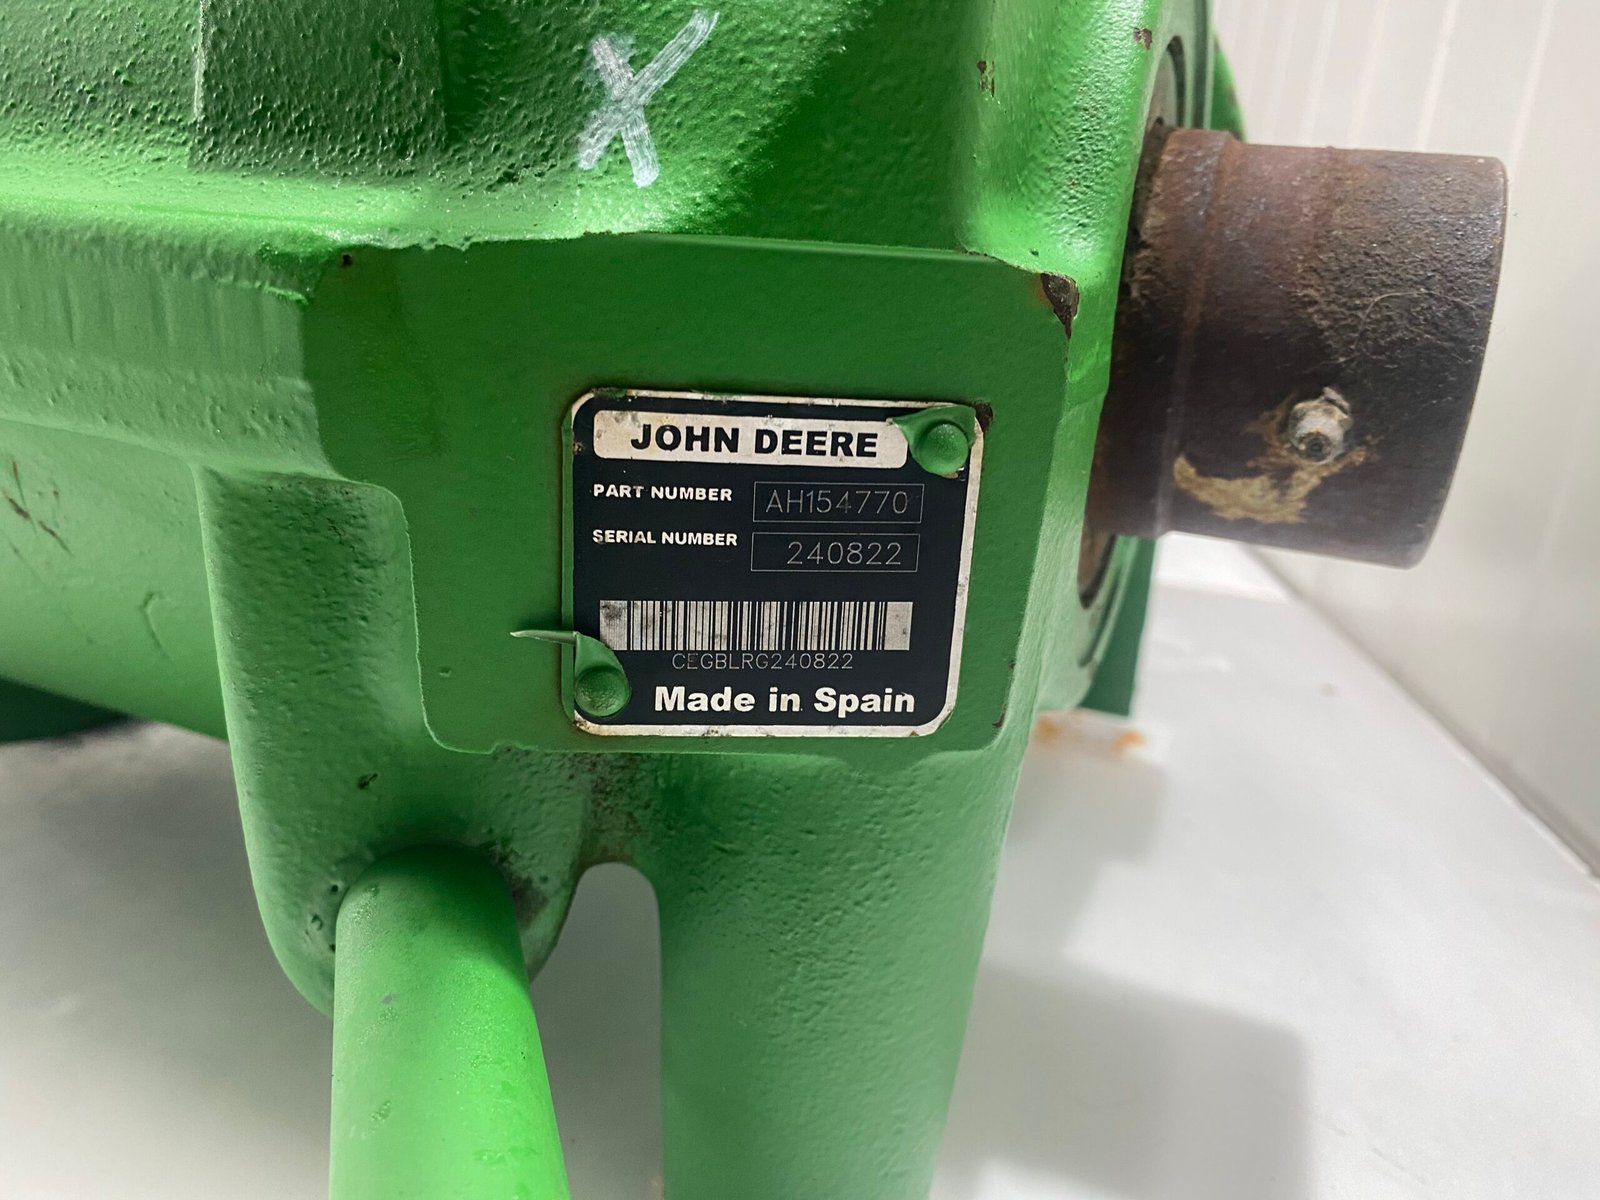 X
JOHN DEERE
PART NUMBER AH154770
SERIAL NUMBER 240822
CEGBLRG240822
Made in Spain